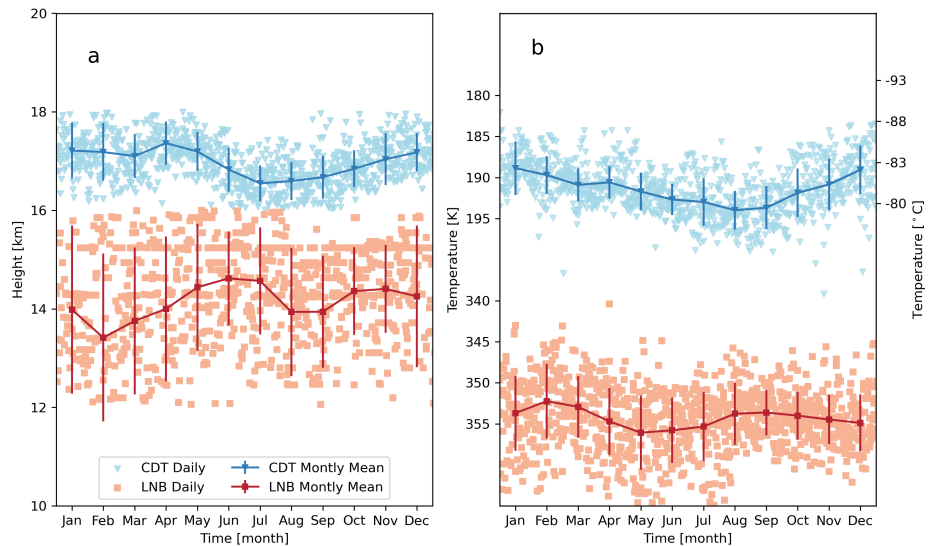 a
20
18
16
14
12
10
Height [km]
Jan Feb Mar Apr May Jun Jul Aug Sep Oct Nov Dec
Time [month]
CDT Daily
LNB Daily
CDT Montly Mean
LNB Montly Mean
b
180
185
190
195
340
345
350
355
Temperature [K]
-93
-88
-83
-80
Temperature [°C]
Jan Feb Mar Apr May Jun Jul Aug Sep Oct Nov Dec
Time [month]